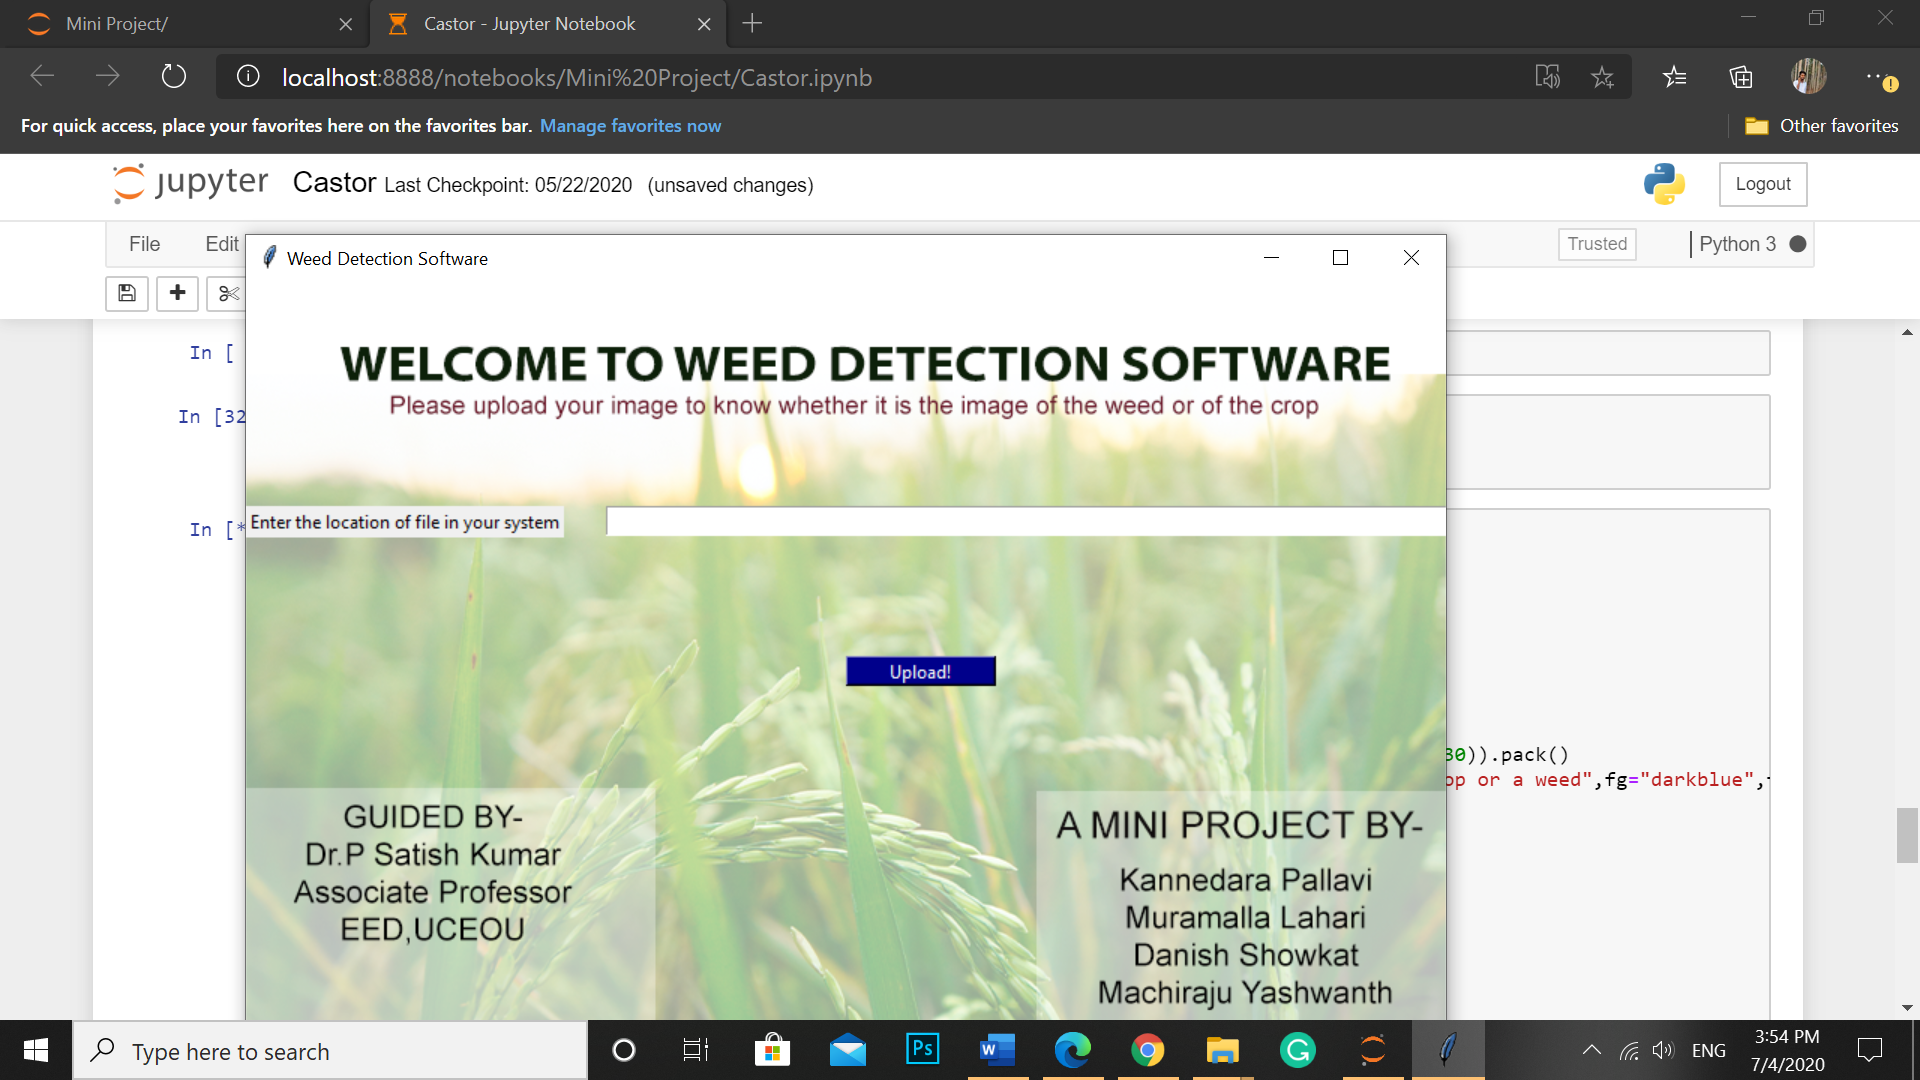 Mini Project/
Castor - Jupyter Notebook
localhost:8888/notebooks/Mini%20Project/Castor.ipynb
For quick access, place your favorites here on the favorites bar. Manage favorites now
Other favorites
jupyter Castor Last Checkpoint: 05/22/2020 (unsaved changes)
Logout
File Edit
Trusted
Python 3
Weed Detection Software
In [
In [32
In [*
WELCOME TO WEED DETECTION SOFTWARE
Please upload your image to know whether it is the image of the weed or of the crop
Enter the location of file in your system
Upload!
30)).pack()
op or a weed",fg="darkblue",
GUIDED BY-
Dr.P Satish Kumar
Associate Professor
EED,UCEOU
A MINI PROJECT BY-
Kannedara Pallavi
Muramalla Lahari
Danish Showkat
Machiraju Yashwanth
Type here to search
Ps
W
G
ENG
3:54 PM
7/4/2020